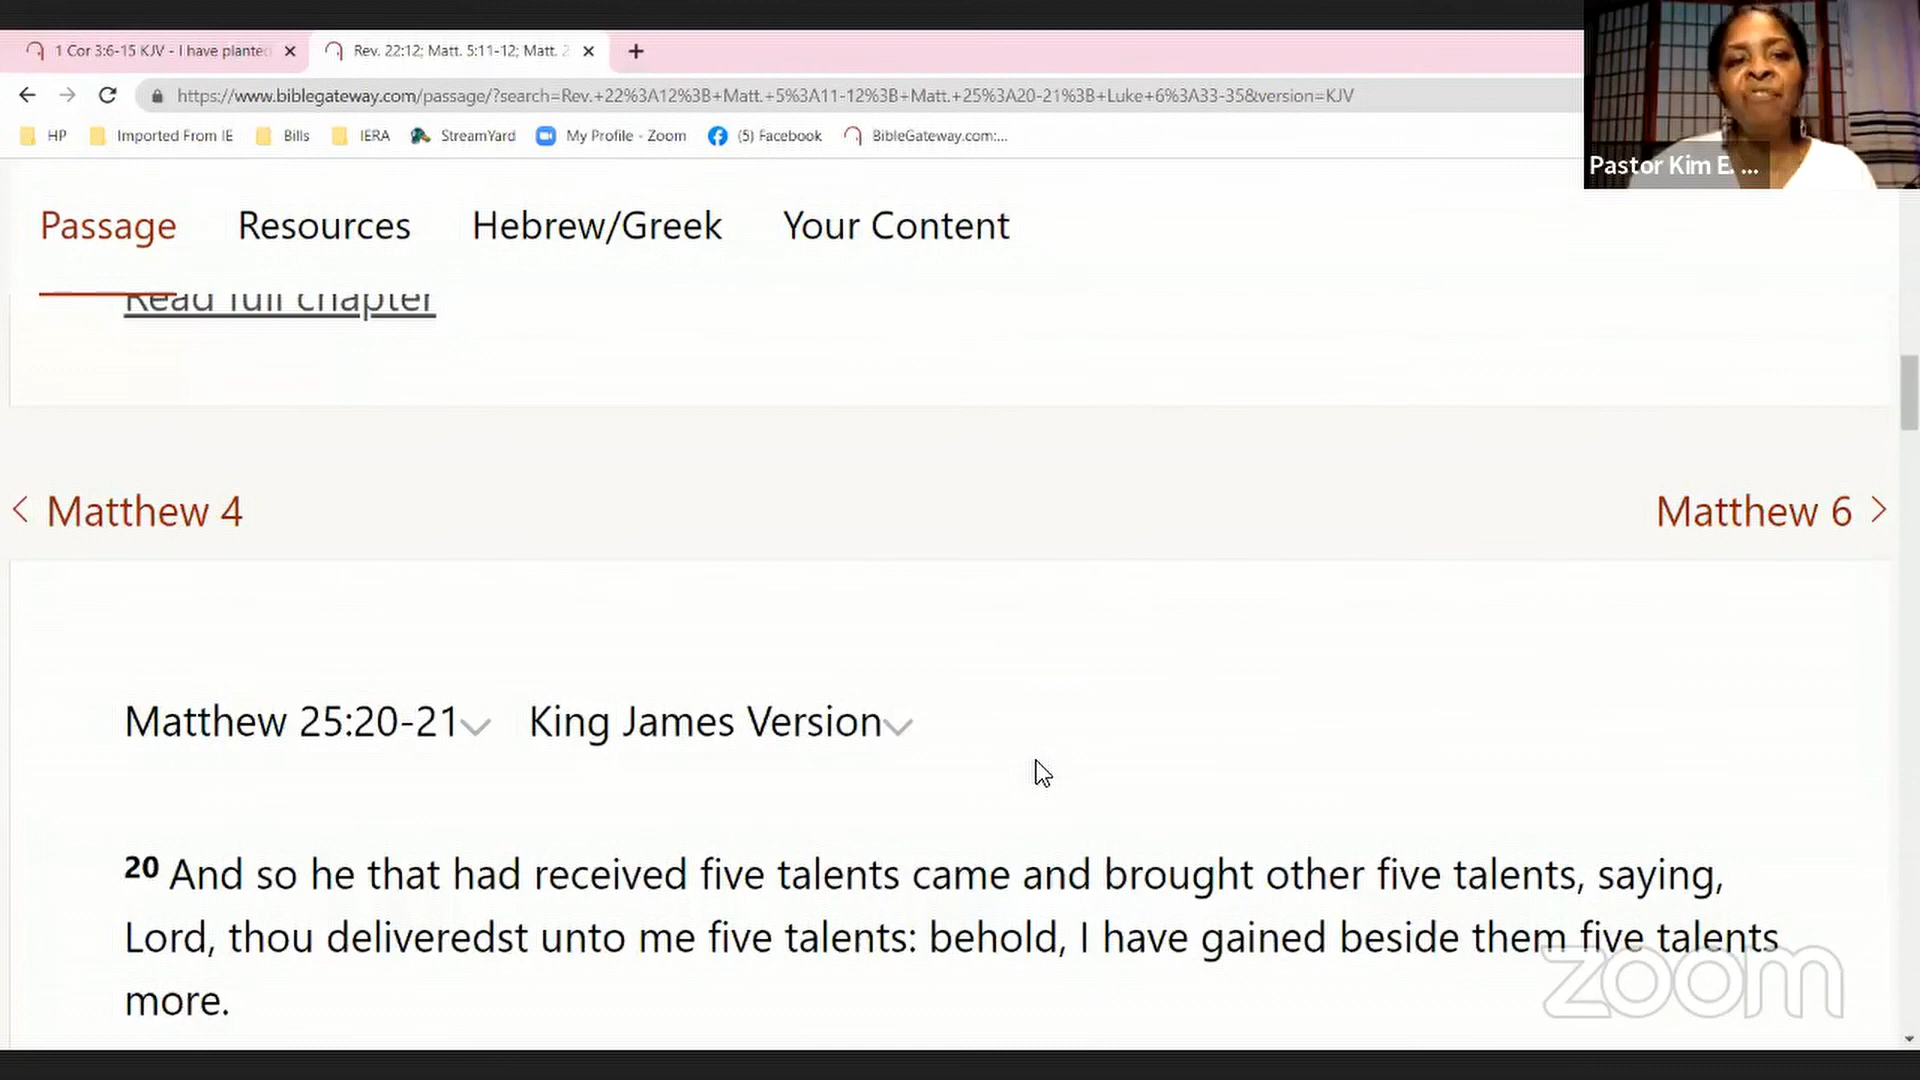 1 Cor 3:6-15 KJV - I have planted
Rev. 22:12; Matt. 5:11-12; Matt. 2
https://www.biblegateway.com/passage/?search=Rev.+22%3A12%3B+Matt.+5%3A11-12%3B+Matt.+25%3A20-21%3B+Luke+6%3A33-35&version=KJV
HP Imported From IE Bills IERA StreamYard My Profile - Zoom (5) Facebook BibleGateway.com:...
Pastor Kim E. ...
Passage Resources Hebrew/Greek Your Content
Read full chapter
Matthew 4 Matthew 6
Matthew 25:20-21 King James Version
20 And so he that had received five talents came and brought other five talents, saying,
Lord, thou deliveredst unto me five talents: behold, I have gained beside them five talents
more.
zoom